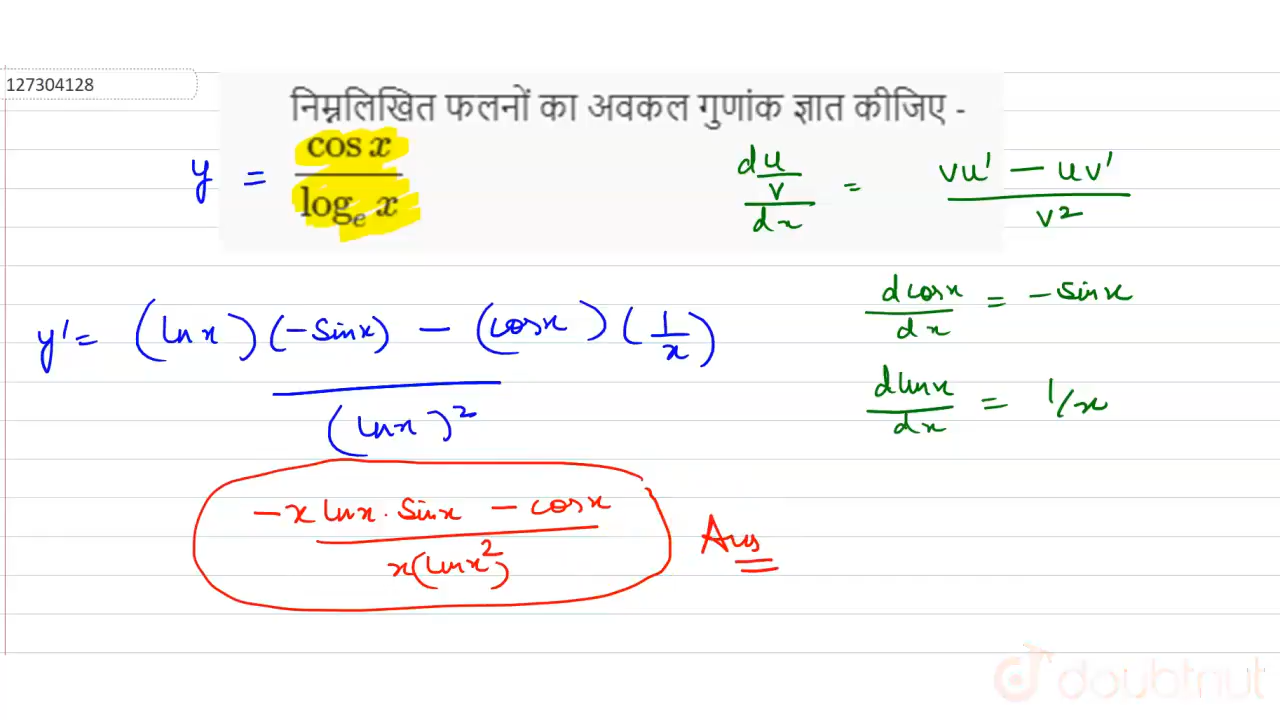 127304128
निम्नलिखित फलनों का अवकल गुणांक ज्ञात कीजिए -
y = cos x / logₑ x
d u/v / dx = vu' - uv' / v²
y' = (ln x)(-sin x) - (cos x)(1/x) / (ln x)²
d cos x / dx = - sin x
d ln x / dx = 1/x
-x ln x · sin x - cos x / x(ln x²) Ans
doubtnut